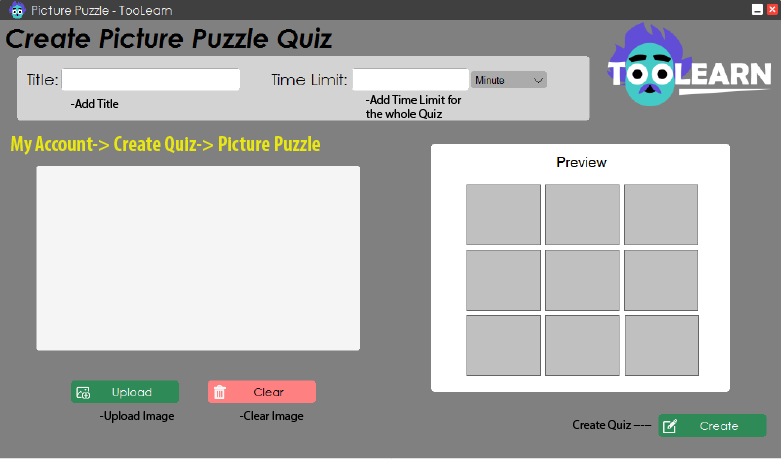 Picture Puzzle - TooLearn
Create Picture Puzzle Quiz
TOOLEARN
Title:
Time Limit:
Minute
-Add Title
-Add Time Limit for
the whole Quiz
My Account-> Create Quiz-> Picture Puzzle
Preview
Upload
Clear
-Upload Image
-Clear Image
Create Quiz -----
Create